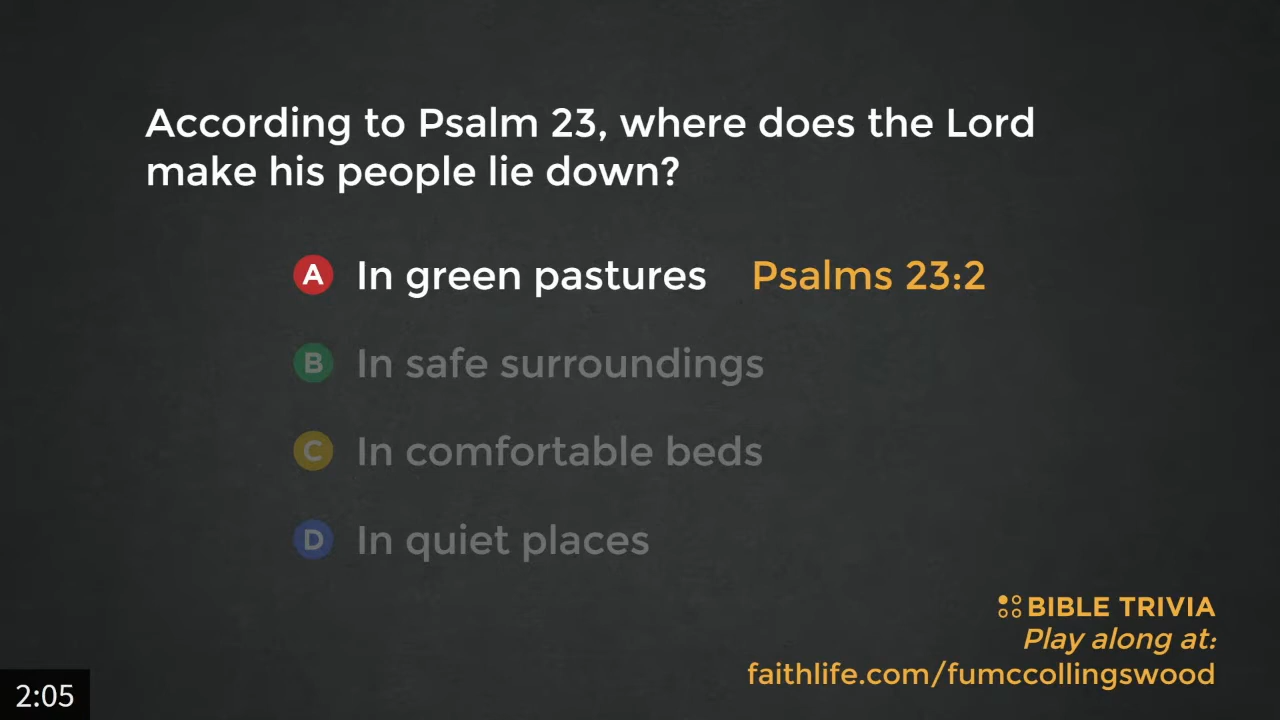 According to Psalm 23, where does the Lord
make his people lie down?
A In green pastures Psalms 23:2
B In safe surroundings
C In comfortable beds
D In quiet places
BIBLE TRIVIA
Play along at:
faithlife.com/fumccollingswood
2:05